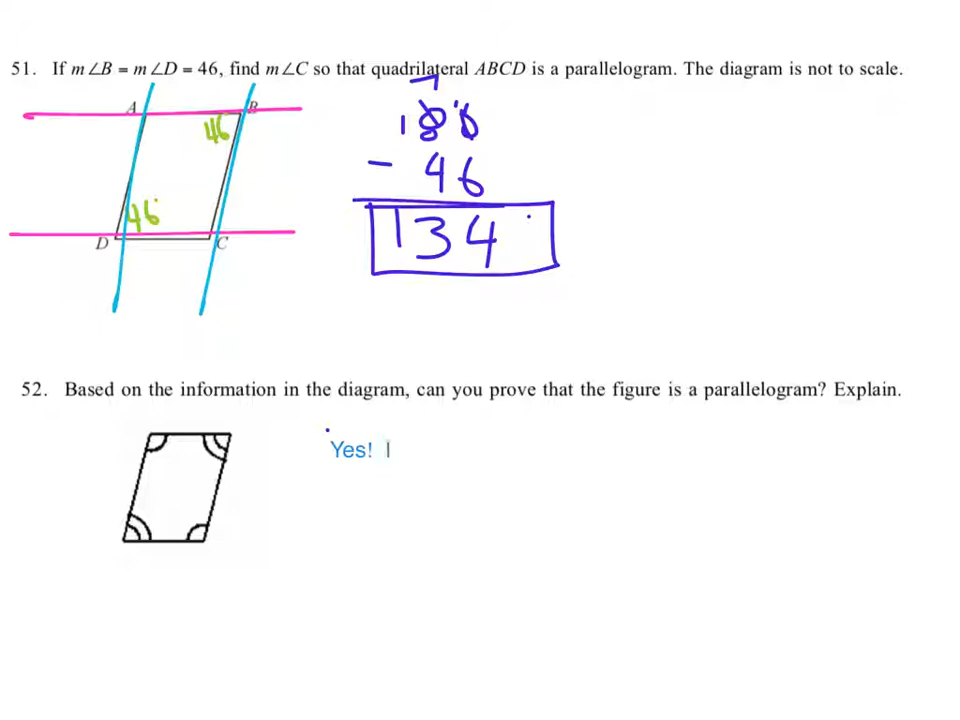 51. If m∠B = m∠D = 46, find m∠C so that quadrilateral ABCD is a parallelogram. The diagram is not to scale.
A B
46
46
D C
7
180
- 46
134
52. Based on the information in the diagram, can you prove that the figure is a parallelogram? Explain.
Yes! I